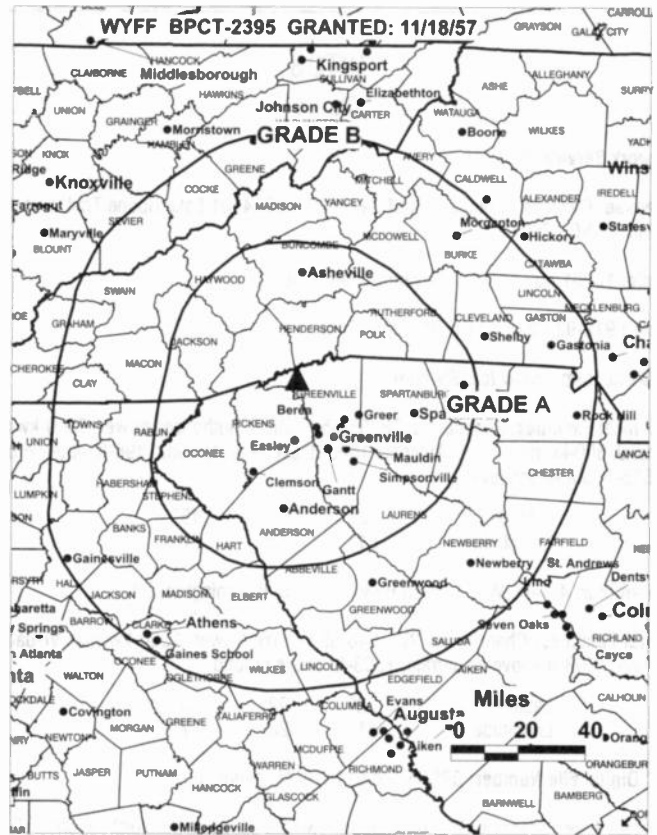 WYFF BPCT-2395 GRANTED: 11/18/57
CARROLL
GRAYSON
HANCOCK
CLAIBORNE
Middlesborough
Kingsport
SULLIVAN
ALLEGHANY
ASHE
SURRY
HAWKINS
Elizabethton
UNION
GRAINGER
Johnson City
CARTER
WATAUGA
WILKES
Morristown
HAMBLEN
GRADE B
Boone
KNOX
GREENE
AVERY
Ridge
Knoxville
COCKE
MITCHELL
CALDWELL
Wins
MADISON
YANCEY
ALEXANDER
IREDELL
Farragut
SEVIER
Morganton
Statesv
Maryville
BLOUNT
BUNCOMBE
MCDOWELL
BURKE
Hickory
CATAWBA
HAYWOOD
Asheville
SWAIN
LINCOLN
MECKLENBURG
GRAHAM
RUTHERFORD
CLEVELAND
GASTON
HENDERSON
POLK
Shelby
Gastonia
Cha
JACKSON
MACON
CHEROKEE
CLAY
GREENVILLE
SPARTANBURG
GRADE A
TOWNS
RABUN
PICKENS
Berea
Greer
Spa
Rock Hill
UNION
OCONEE
Easley
Greenville
Mauldin
CHESTER
LANCAS
Simpsonville
LUMPKIN
HABERSHAM
STEPHENS
Clemson
Gantt
Anderson
LAURENS
BANKS
FRANKLIN
HART
ANDERSON
NEWBERRY
FAIRFIELD
Gainesville
ABBEVILLE
Newberry
St. Andrews
HALL
Dents
JACKSON
MADISON
ELBERT
Greenwood
Irmo
BARROW
CLARKE
Athens
GREENWOOD
Seven Oaks
Colu
Springs
Gaines School
SALUDA
RICHLAND
Atlanta
OCONEE
Cayce
WALTON
OGLETHORPE
WILKES
LINCOLN
AIKEN
EDGEFIELD
CALHOUN
Evans
Miles
Covington
GREENE
TALIAFERRO
COLUMBIA
Augusta
0 20 40
Orang
NEWTON
MORGAN
MCDUFFIE
Aiken
ORANGEBURG
BUTTS
JASPER
PUTNAM
WARREN
RICHMOND
HANCOCK
GLASCOCK
BARNWELL
BAMBERG
Milledgeville